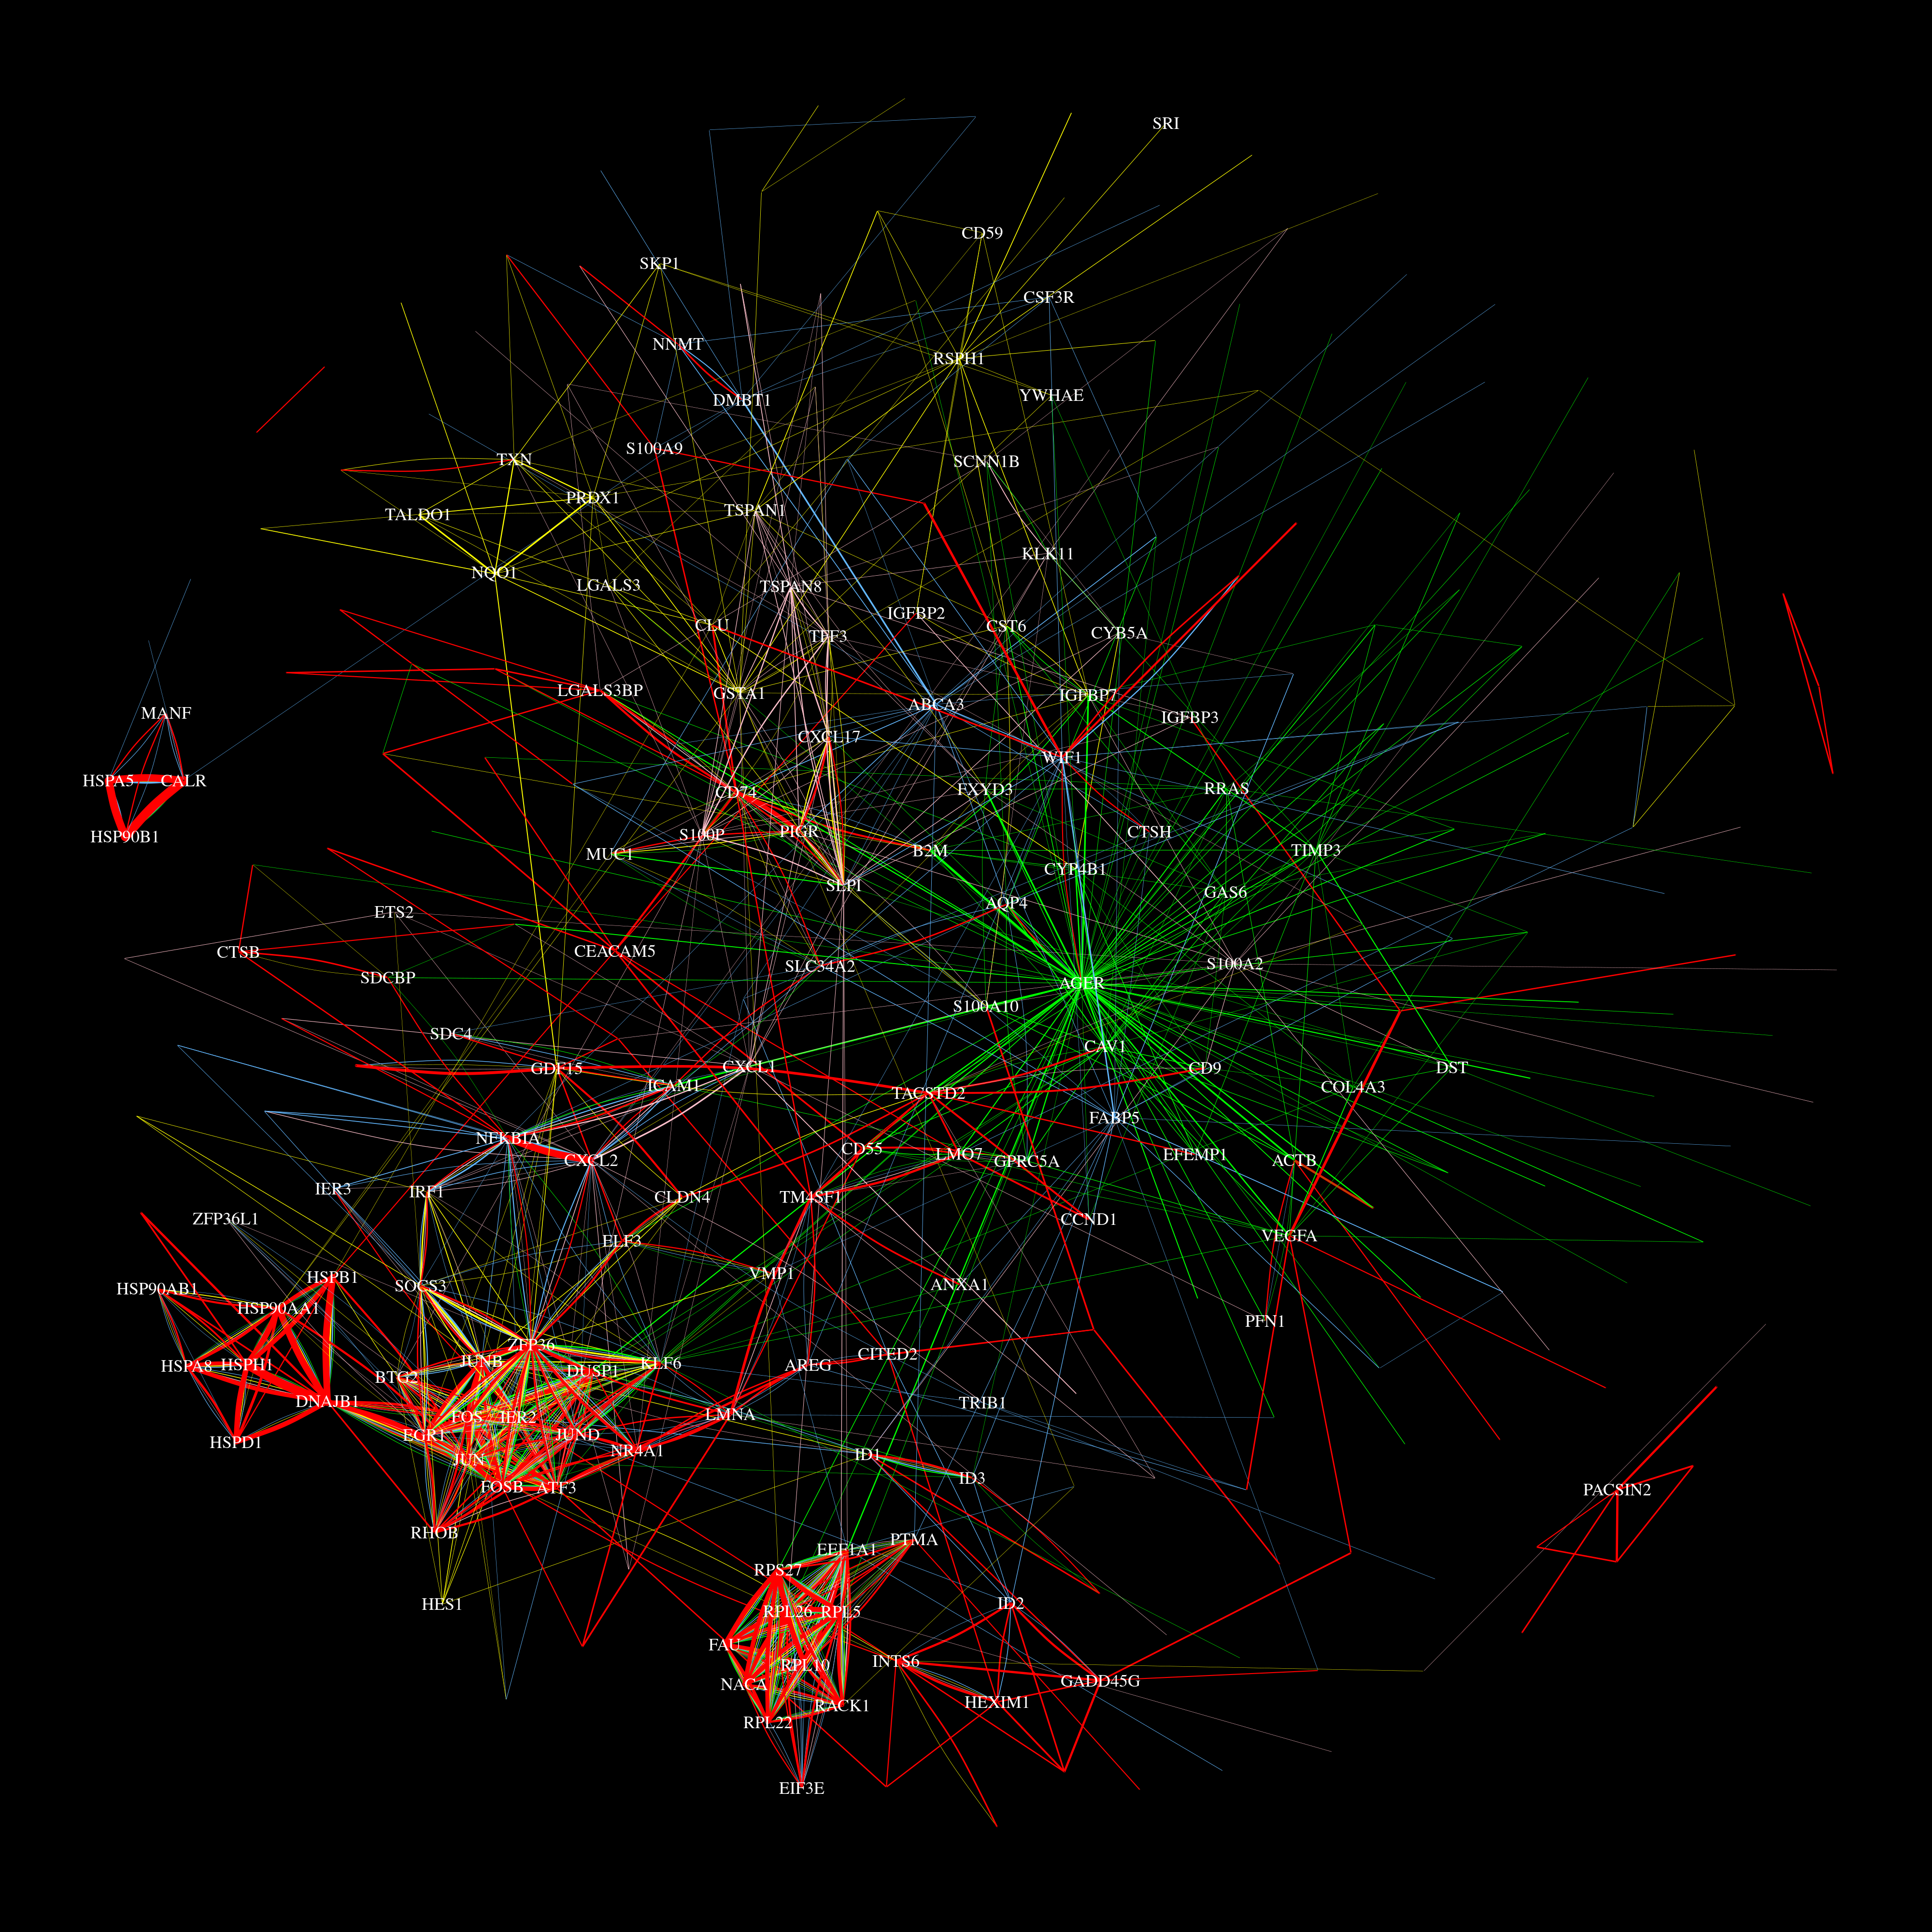 SRI
CD59
SKP1
CSF3R
NNMT
RSPH1
DMBT1
YWHAE
S100A9
TXN
SCNN1B
PRDX1
TALDO1
TSPAN1
KLK11
NQO1
LGALS3
TSPAN8
IGFBP2
CLU
CST6
CYB5A
TFF3
LGALS3BP
GSTA1
IGFBP7
ABCA3
MANF
IGFBP3
CXCL17
WIF1
HSPA5
CALR
CD74
FXYD3
RRAS
HSP90B1
S100P
PIGR
CTSH
MUC1
B2M
TIMP3
CYP4B1
SLPI
GAS6
AQP4
ETS2
CTSB
CEACAM5
SLC34A2
S100A2
SDCBP
AGER
S100A10
SDC4
CAV1
GDF15
CXCL1
CD9
DST
ICAM1
COL4A3
TACSTD2
FABP5
NFKBIA
CD55
LMO7
EFEMP1
CXCL2
GPRC5A
ACTB
IER3
IRF1
CLDN4
TM4SF1
ZFP36L1
CCND1
ELF3
VEGFA
HSPB1
VMP1
HSP90AB1
SOCS3
ANXA1
HSP90AA1
PFN1
ZFP36
CITED2
JUNB
KLF6
HSPA8
HSPH1
AREG
DUSP1
BTG2
DNAJB1
TRIB1
FOS
IER2
LMNA
EGR1
JUND
HSPD1
NR4A1
ID1
JUN
ID3
FOSB
ATF3
PACSIN2
RHOB
PTMA
EEF1A1
RPS27
HES1
ID2
RPL26
RPL5
FAU
INTS6
RPL10
GADD45G
NACA
HEXIM1
RACK1
RPL22
EIF3E